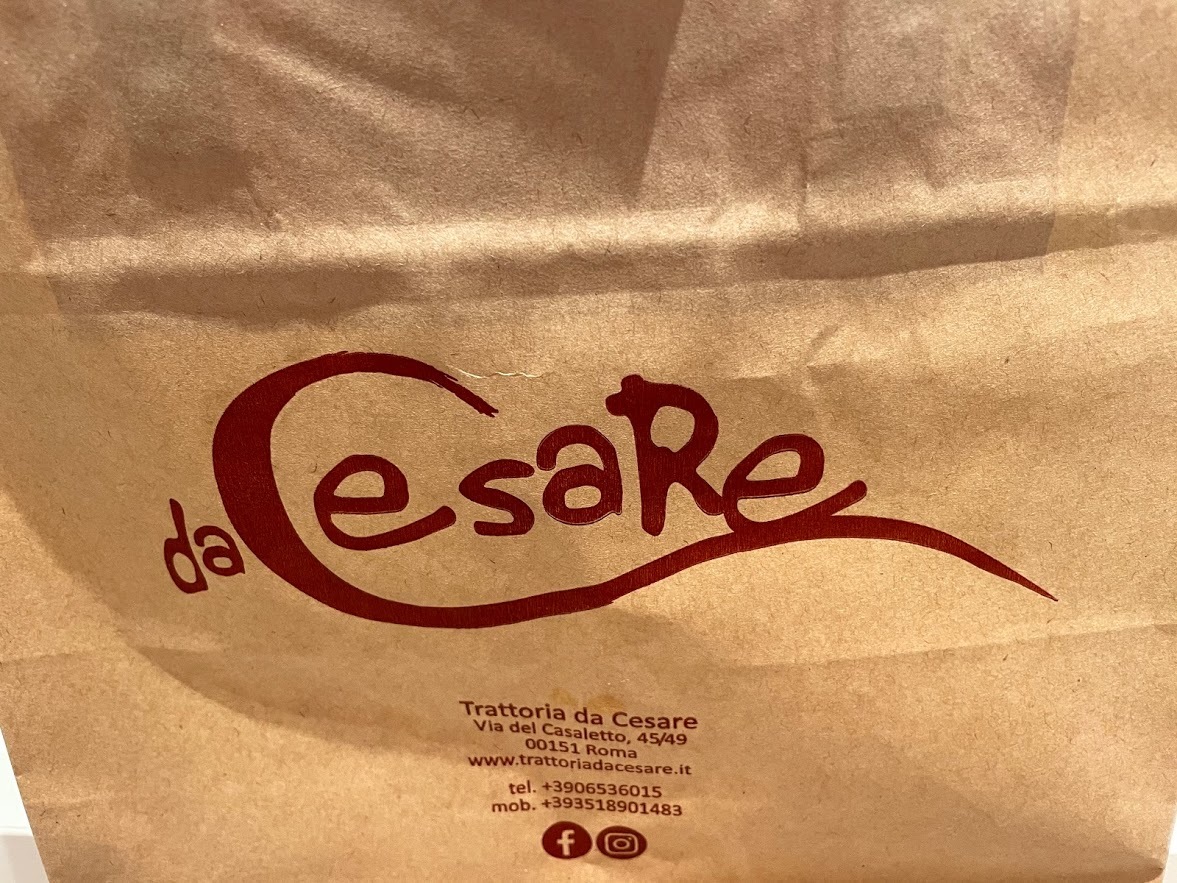 da CesaRe
Trattoria da Cesare
Via del Casaletto, 45/49
00151 Roma
www.trattoriadacesare.it
tel. +3906536015
mob. +393518901483